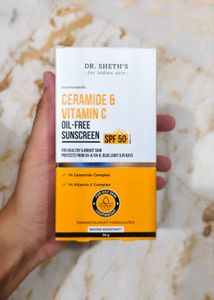 DR. SHETH'S
for indian skin
CERAMIDE &
VITAMIN C
OIL-FREE
SUNSCREEN
SPF 50+
FOR HEALTHY & BRIGHT SKIN
PROTECTS FROM UV-A/UV-B, BLUE LIGHT & IR RAYS
1% Ceramide Complex
1% Vitamin C Complex
DERMATOLOGIST FORMULATED
WATER RESISTANT*
50 g